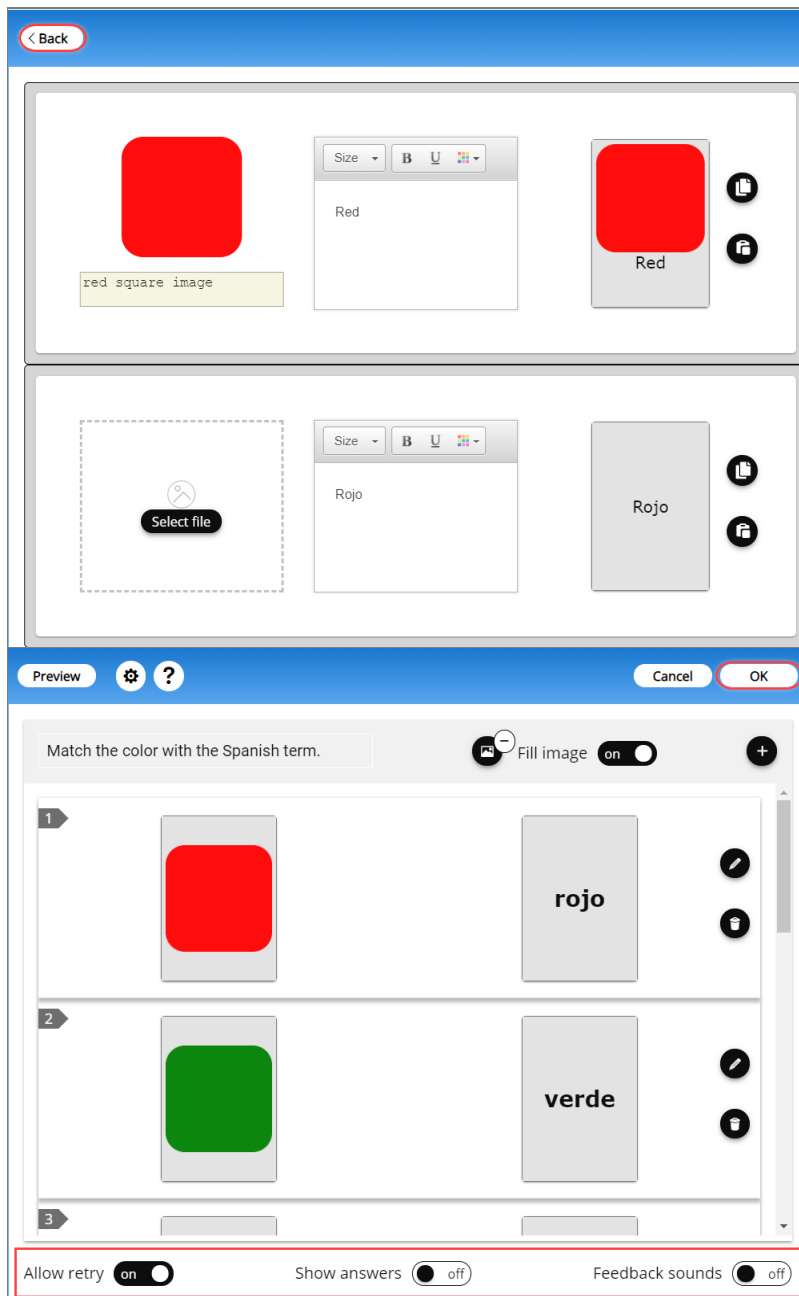 < Back
Size B U
Red
red square image
Red
Size B U
Rojo
Select file
Rojo
Preview ? Cancel OK
Match the color with the Spanish term. Fill image on +
1
rojo
2
verde
3
Allow retry on Show answers off Feedback sounds off